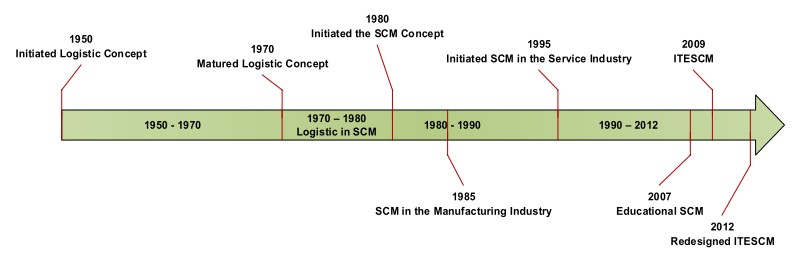 1950
Initiated Logistic Concept
1970
Matured Logistic Concept
1980
Initiated the SCM Concept
1995
Initiated SCM in the Service Industry
2009
ITESCM
1950 - 1970
1970 – 1980
Logistic in SCM
1980 - 1990
1990 – 2012
1985
SCM in the Manufacturing Industry
2007
Educational SCM
2012
Redesigned ITESCM